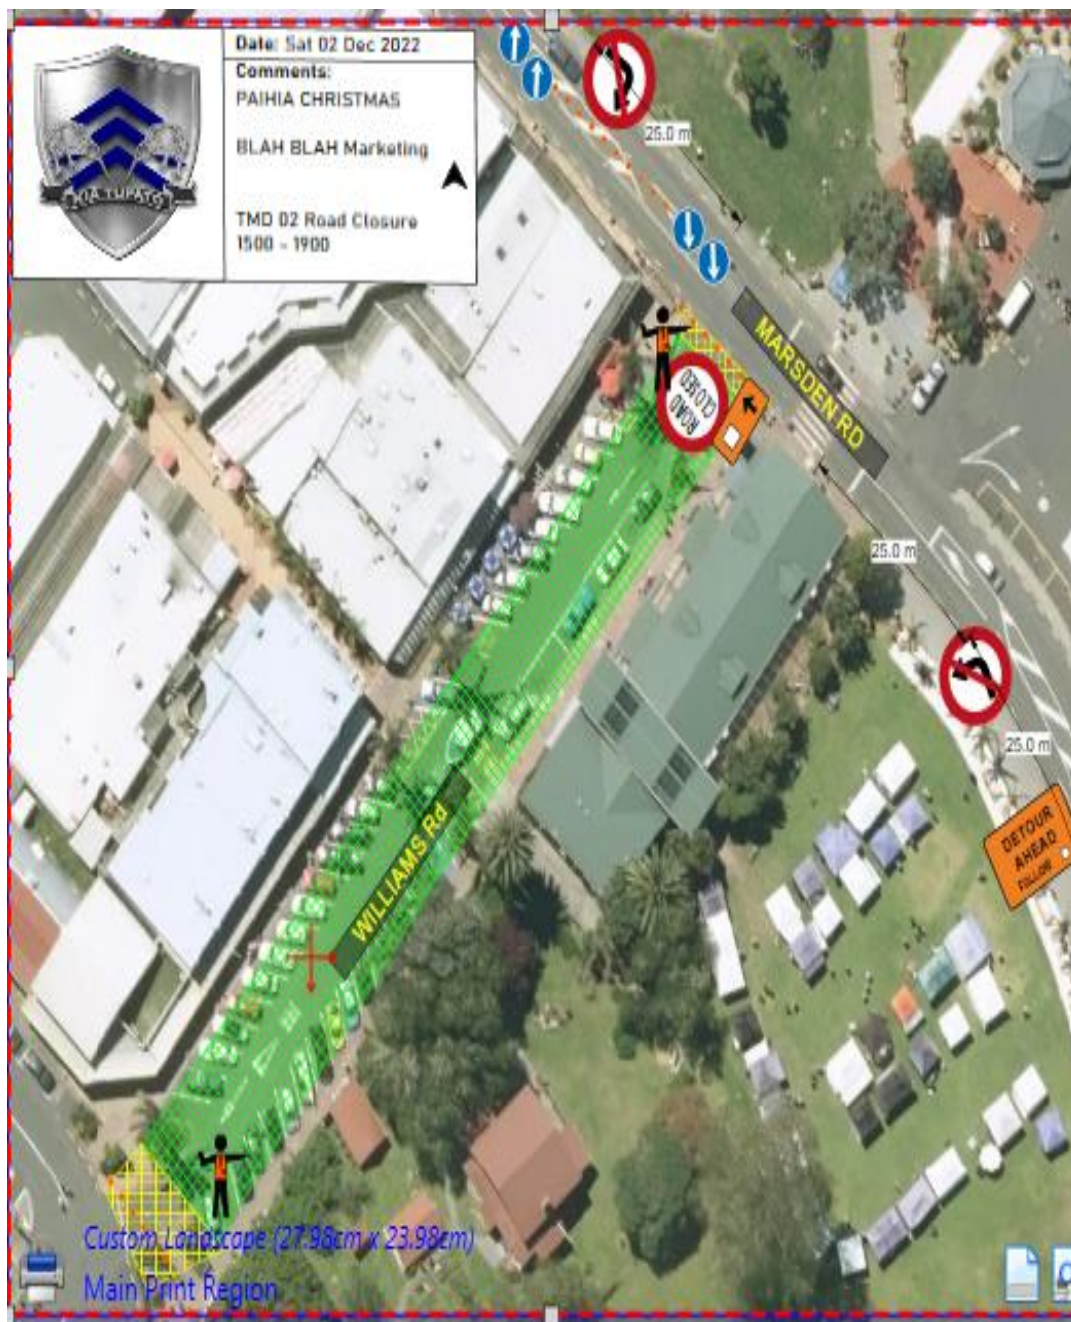 Date: Sat 02 Dec 2022
Comments:
PAIHIA CHRISTMAS
BLAH BLAH Marketing
TMD 02 Road Closure
1500 - 1900
KIA TUPATO
25.0 m
MARSDEN RD
ROAD
CLOSED
25.0 m
25.0 m
DETOUR
AHEAD
FOLLOW
WILLIAMS Rd
Custom Landscape (27.98cm x 23.98cm)
Main Print Region